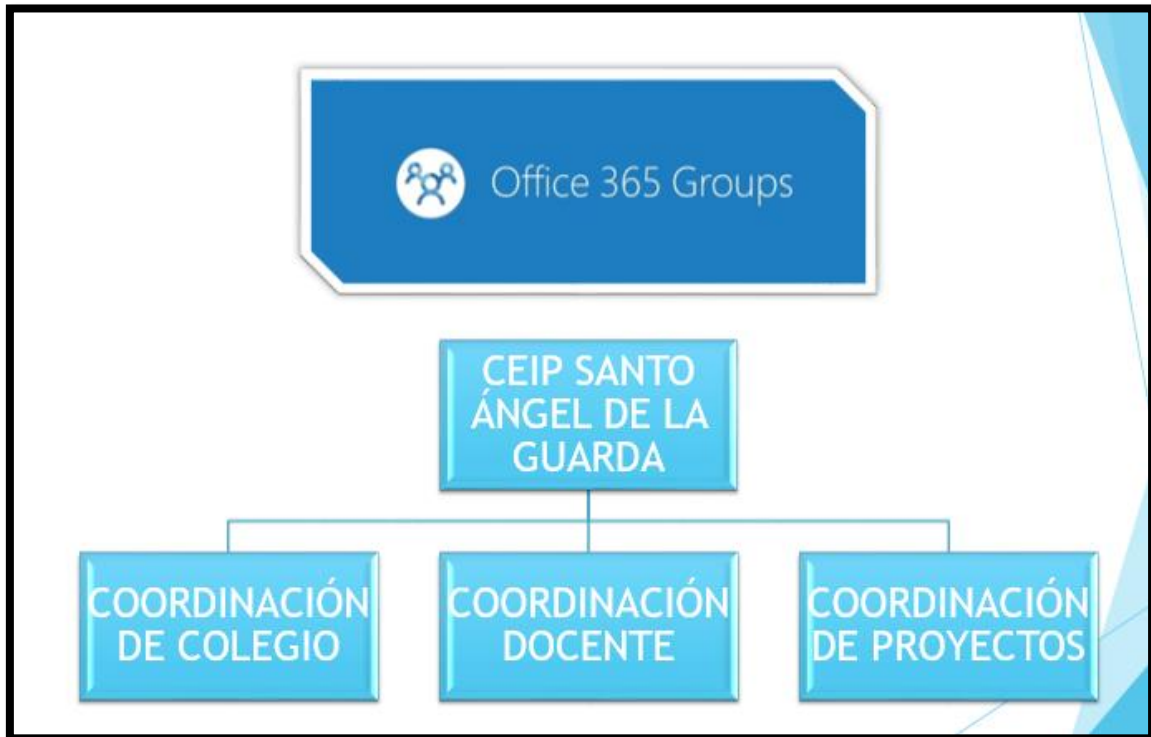 Office 365 Groups
CEIP SANTO
ÁNGEL DE LA
GUARDA
COORDINACIÓN
DE COLEGIO
COORDINACIÓN
DOCENTE
COORDINACIÓN
DE PROYECTOS